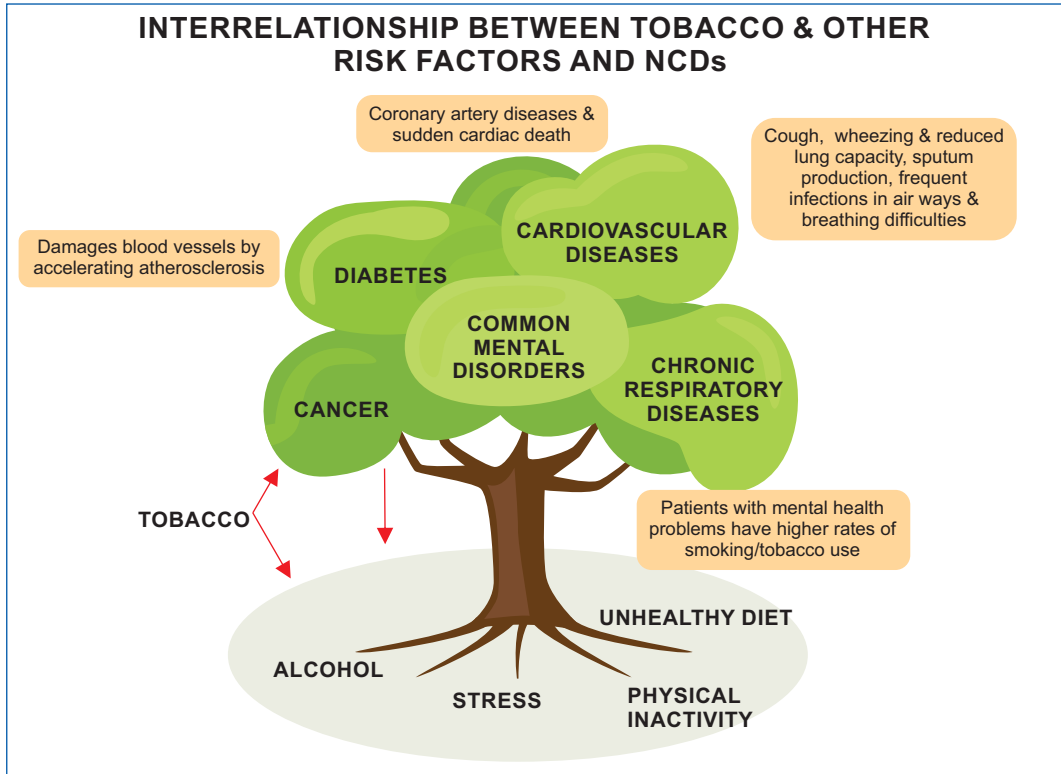 INTERRELATIONSHIP BETWEEN TOBACCO & OTHER
RISK FACTORS AND NCDs
Coronary artery diseases &
sudden cardiac death
Cough, wheezing & reduced
lung capacity, sputum
production, frequent
infections in air ways &
breathing difficulties
Damages blood vessels by
accelerating atherosclerosis
CARDIOVASCULAR
DISEASES
DIABETES
COMMON
MENTAL
DISORDERS
CHRONIC
RESPIRATORY
DISEASES
CANCER
TOBACCO
Patients with mental health
problems have higher rates of
smoking/tobacco use
UNHEALTHY DIET
ALCOHOL
STRESS
PHYSICAL
INACTIVITY